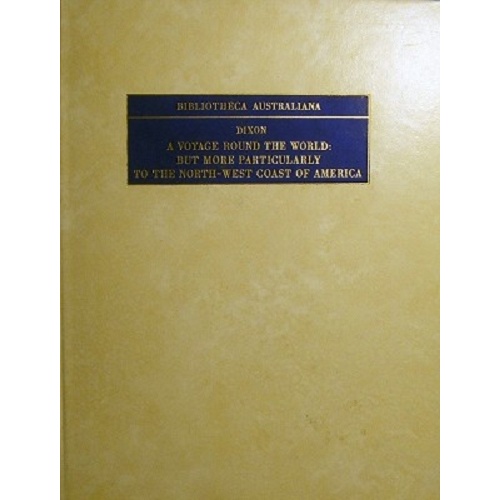 BIBLIOTHECA AUSTRALIANA
DIXON
A VOYAGE ROUND THE WORLD:
BUT MORE PARTICULARLY
TO THE NORTH-WEST COAST OF AMERICA